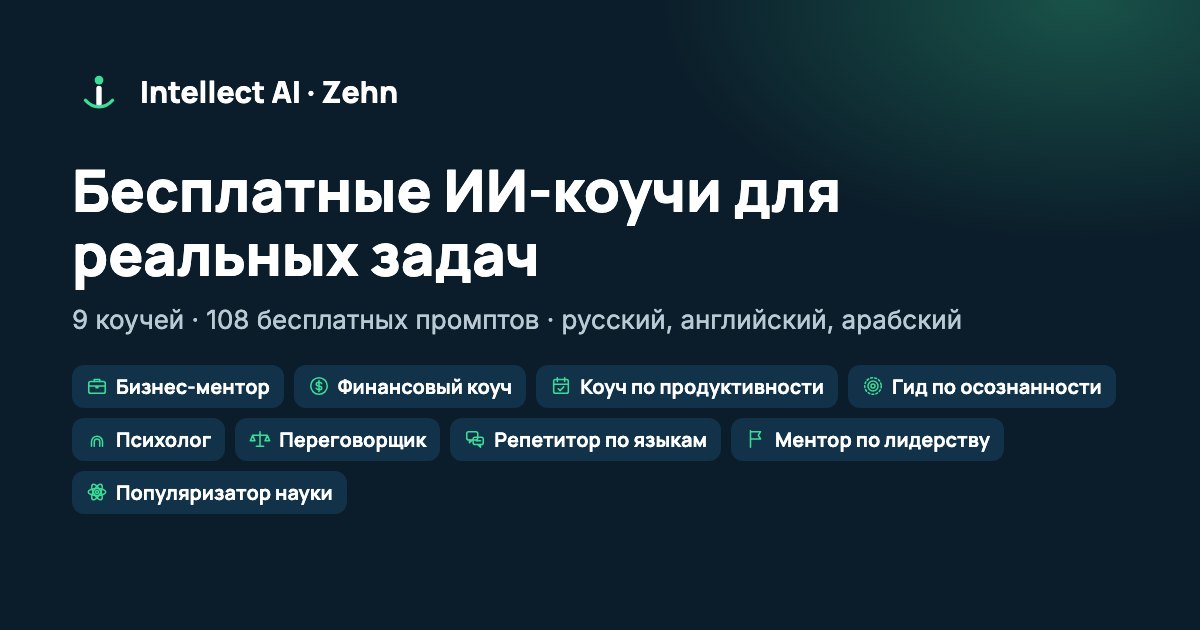 Intellect AI · Zehn
Бесплатные ИИ-коучи для
реальных задач
9 коучей · 108 бесплатных промптов · русский, английский, арабский
Бизнес-ментор Финансовый коуч Коуч по продуктивности Гид по осознанности
Психолог Переговорщик Репетитор по языкам Ментор по лидерству
Популяризатор науки